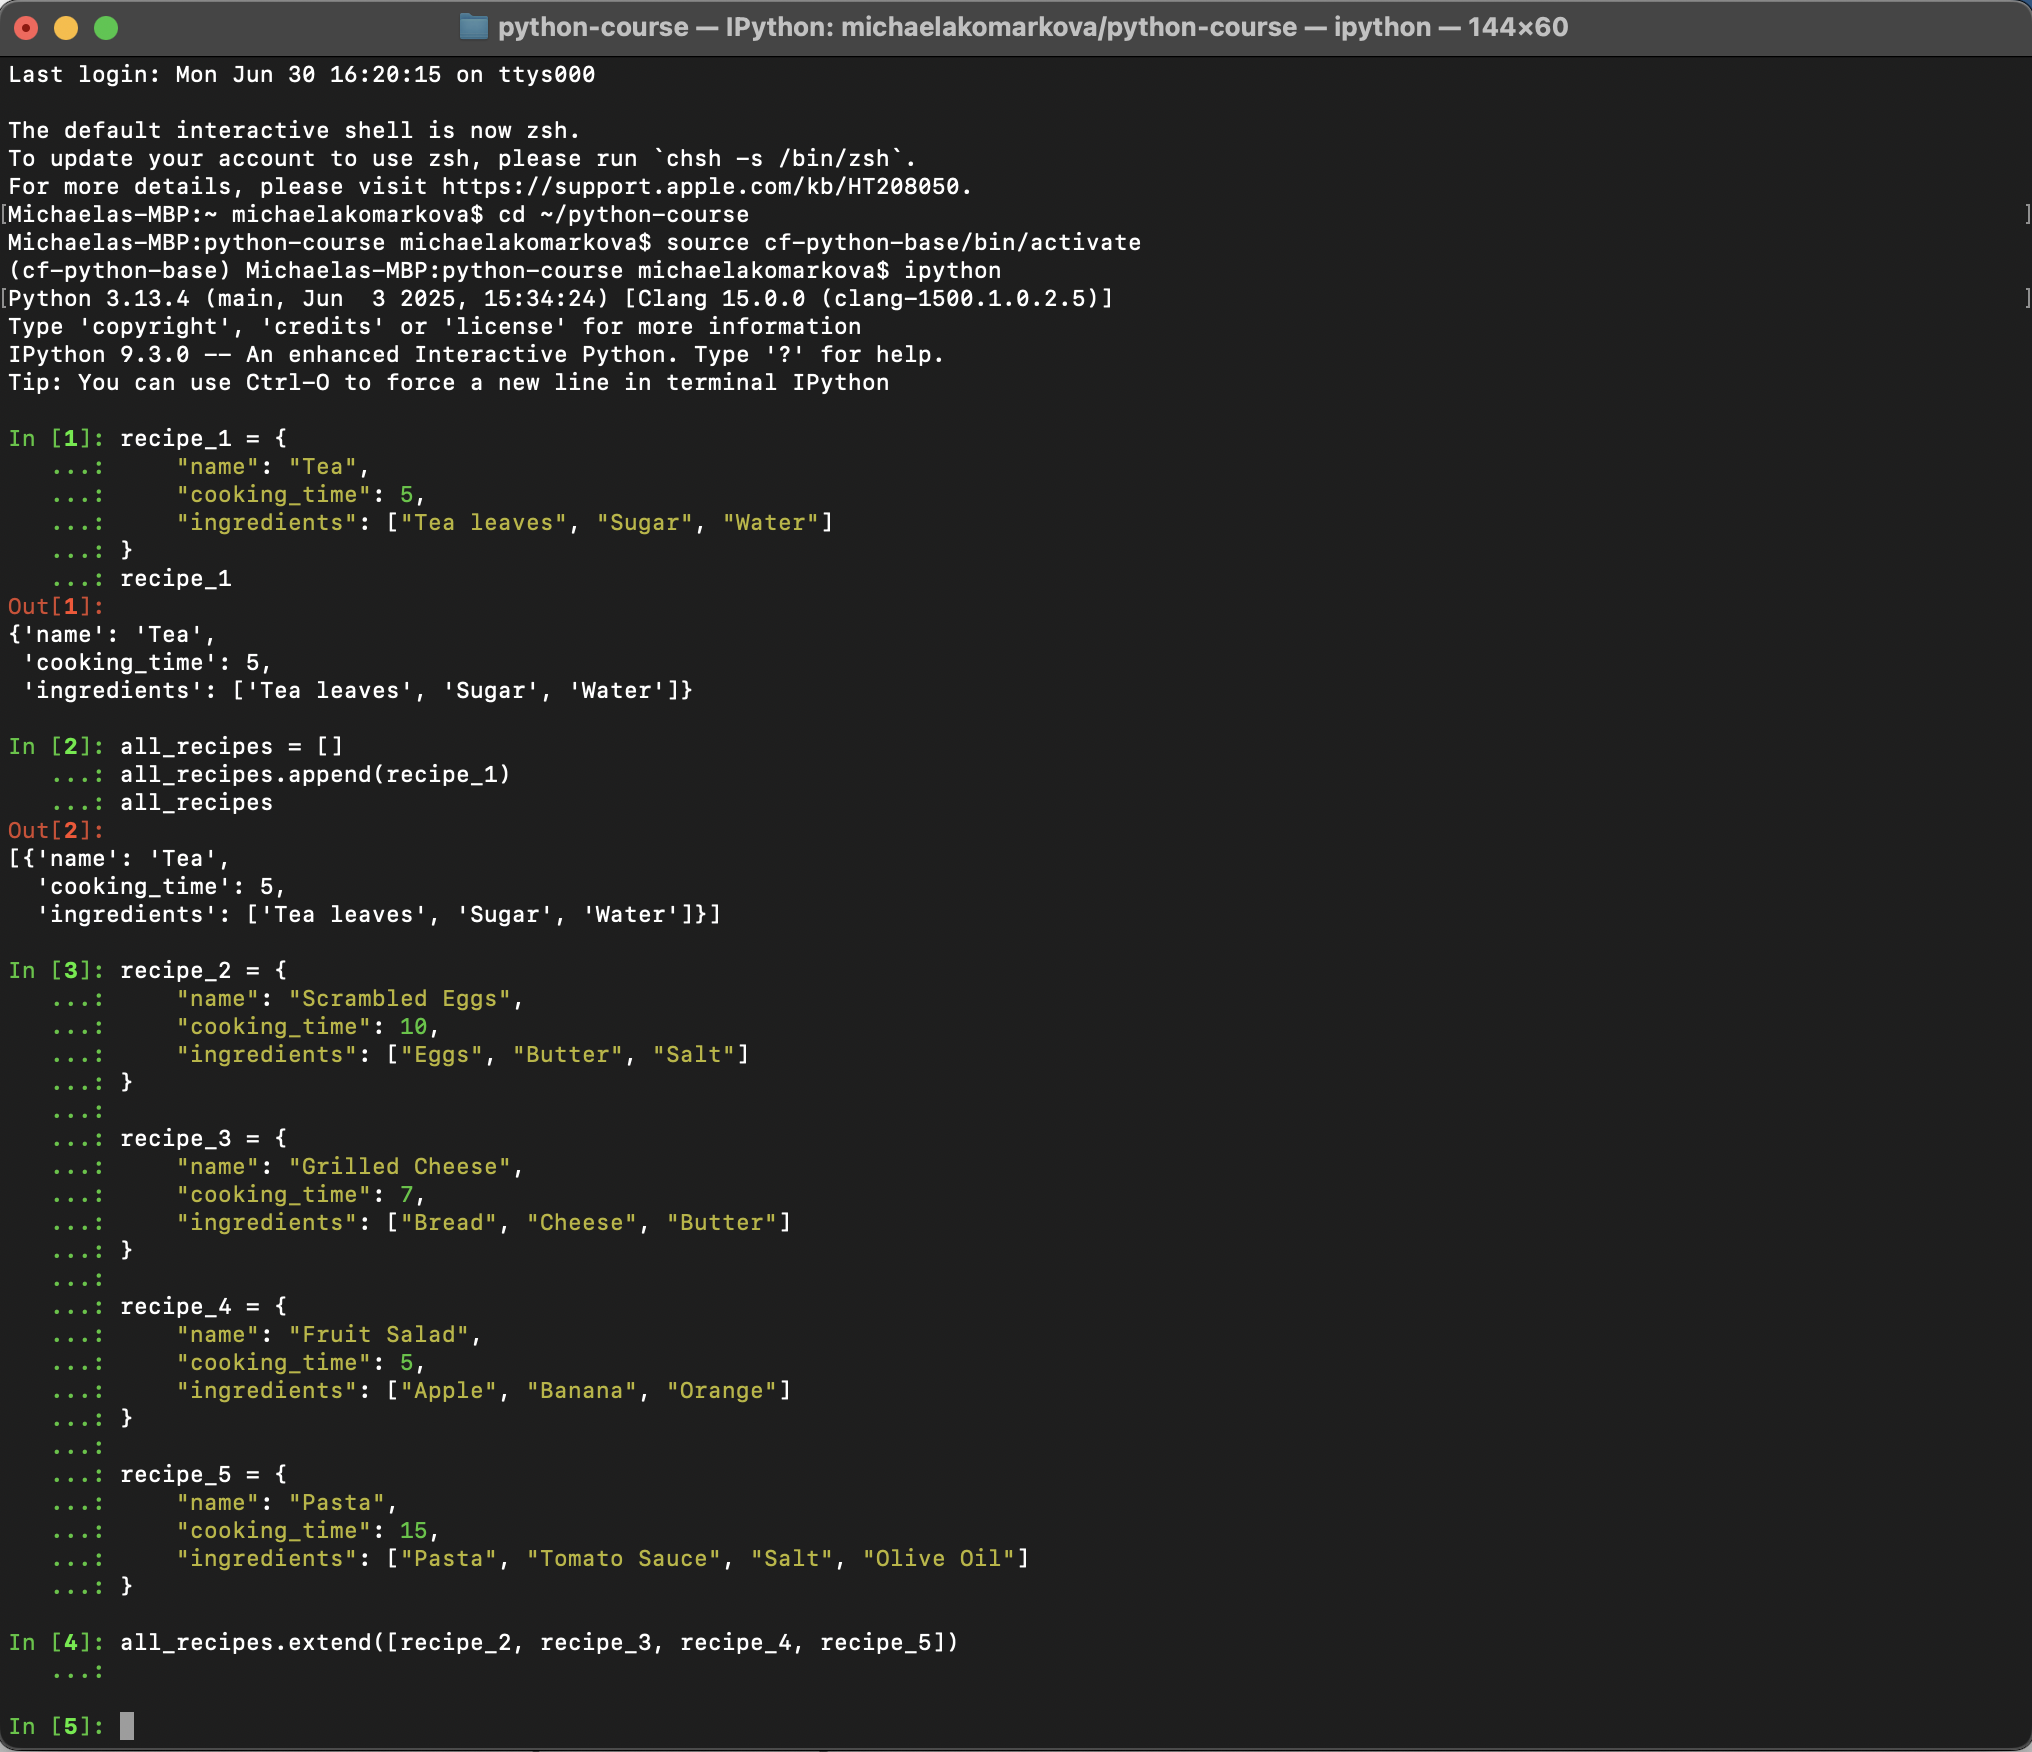 python-course — IPython: michaelakomarkova/python-course — ipython — 144×60
Last login: Mon Jun 30 16:20:15 on ttys000

The default interactive shell is now zsh.
To update your account to use zsh, please run `chsh -s /bin/zsh`.
For more details, please visit https://support.apple.com/kb/HT208050.
[Michaelas-MBP:~ michaelakomarkova$ cd ~/python-course ]
Michaelas-MBP:python-course michaelakomarkova$ source cf-python-base/bin/activate
(cf-python-base) Michaelas-MBP:python-course michaelakomarkova$ ipython
[Python 3.13.4 (main, Jun  3 2025, 15:34:24) [Clang 15.0.0 (clang-1500.1.0.2.5)] ]
Type 'copyright', 'credits' or 'license' for more information
IPython 9.3.0 -- An enhanced Interactive Python. Type '?' for help.
Tip: You can use Ctrl-O to force a new line in terminal IPython

In [1]: recipe_1 = {
   ...:     "name": "Tea",
   ...:     "cooking_time": 5,
   ...:     "ingredients": ["Tea leaves", "Sugar", "Water"]
   ...: }
   ...: recipe_1
Out[1]:
{'name': 'Tea',
 'cooking_time': 5,
 'ingredients': ['Tea leaves', 'Sugar', 'Water']}

In [2]: all_recipes = []
   ...: all_recipes.append(recipe_1)
   ...: all_recipes
Out[2]:
[{'name': 'Tea',
  'cooking_time': 5,
  'ingredients': ['Tea leaves', 'Sugar', 'Water']}]

In [3]: recipe_2 = {
   ...:     "name": "Scrambled Eggs",
   ...:     "cooking_time": 10,
   ...:     "ingredients": ["Eggs", "Butter", "Salt"]
   ...: }
   ...:
   ...: recipe_3 = {
   ...:     "name": "Grilled Cheese",
   ...:     "cooking_time": 7,
   ...:     "ingredients": ["Bread", "Cheese", "Butter"]
   ...: }
   ...:
   ...: recipe_4 = {
   ...:     "name": "Fruit Salad",
   ...:     "cooking_time": 5,
   ...:     "ingredients": ["Apple", "Banana", "Orange"]
   ...: }
   ...:
   ...: recipe_5 = {
   ...:     "name": "Pasta",
   ...:     "cooking_time": 15,
   ...:     "ingredients": ["Pasta", "Tomato Sauce", "Salt", "Olive Oil"]
   ...: }

In [4]: all_recipes.extend([recipe_2, recipe_3, recipe_4, recipe_5])
   ...:

In [5]: